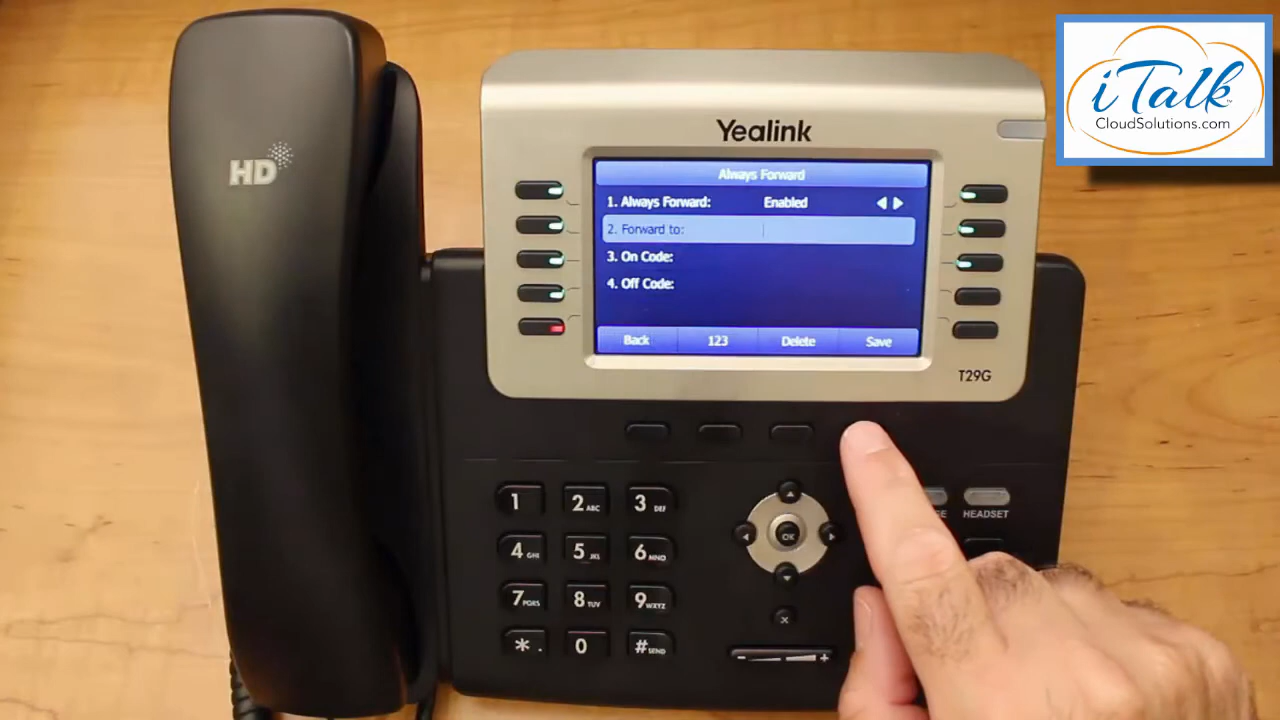 iTalk
CloudSolutions.com
Yealink
HD
Always Forward
1. Always Forward: Enabled
2. Forward to:
3. On Code:
4. Off Code:
Back 123 Delete Save
T29G
HEADSET
1 2 ABC 3 DEF
4 GHI 5 JKL 6 MNO
7 PQRS 8 TUV 9 WXYZ
* . 0 # SEND
OK
- +